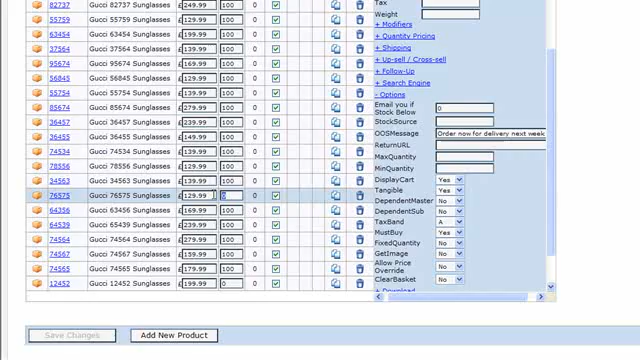 82737 Gucci 82737 Sunglasses £ 249.99 100
55759 Gucci 55759 Sunglasses £ 129.99 100 0
63454 Gucci 63454 Sunglasses £ 199.99 100 0
37564 Gucci 37564 Sunglasses £ 139.99 100 0
95674 Gucci 95674 Sunglasses £ 169.99 100 0
56845 Gucci 56845 Sunglasses £ 129.99 100 0
55754 Gucci 55754 Sunglasses £ 139.99 100 0
85674 Gucci 85674 Sunglasses £ 279.99 100 0
36457 Gucci 36457 Sunglasses £ 239.99 100 0
36455 Gucci 36455 Sunglasses £ 149.99 100 0
74534 Gucci 74534 Sunglasses £ 139.99 100 0
78556 Gucci 78556 Sunglasses £ 129.99 100 0
34563 Gucci 34563 Sunglasses £ 139.99 100 0
76575 Gucci 76575 Sunglasses £ 129.99 0 0
64356 Gucci 63456 Sunglasses £ 169.99 100 0
64539 Gucci 65439 Sunglasses £ 239.99 100 0
74564 Gucci 74564 Sunglasses £ 279.99 100 0
74567 Gucci 74567 Sunglasses £ 159.99 100 0
74565 Gucci 74565 Sunglasses £ 179.99 100 0
12452 Gucci 12452 Sunglasses £ 199.99 0 0
Tax
Weight
+ Modifiers
+ Quantity Pricing
+ Shipping
+ Up-sell / Cross-sell
+ Follow-Up
+ Search Engine
- Options
Email you if
Stock Below 0
StockSource
OOSMessage Order now for delivery next week
ReturnURL
MaxQuantity
MinQuantity
DisplayCart Yes
Tangible Yes
DependentMaster No
DependentSub No
TaxBand A
MustBuy Yes
FixedQuantity No
GetImage No
Allow Price
Override No
ClearBasket No
+ Download
Save Changes
Add New Product